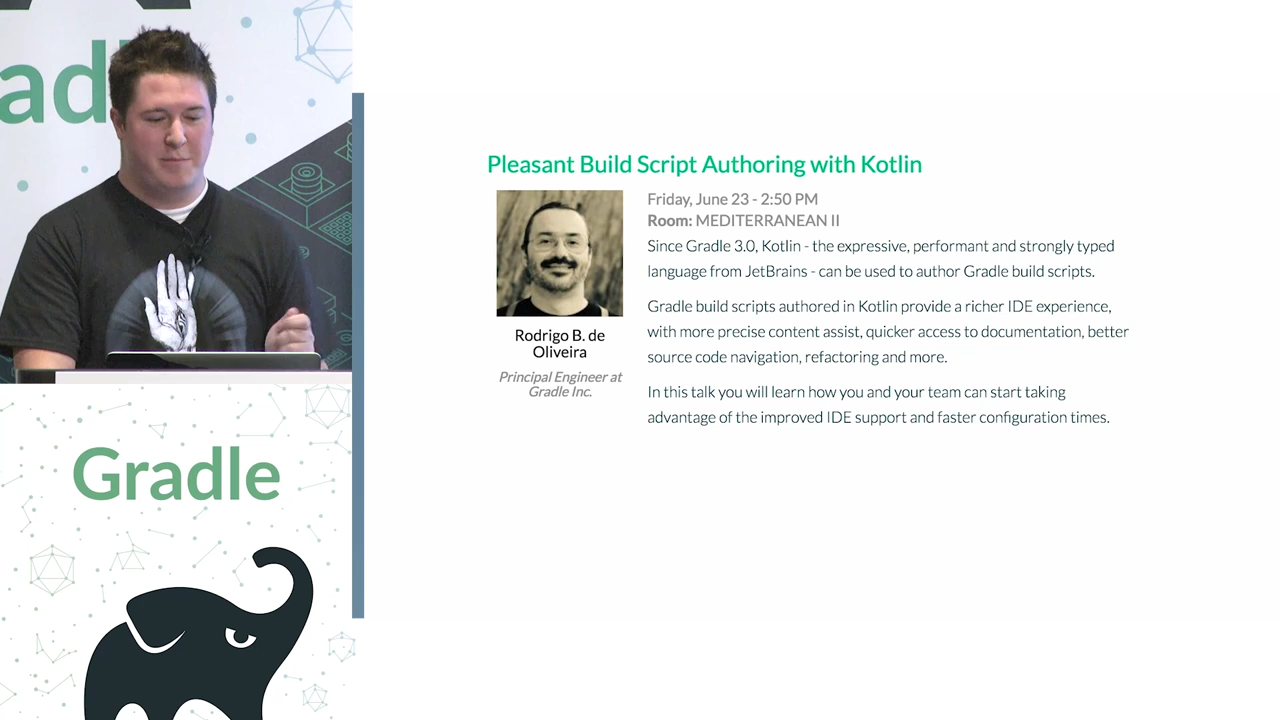 Gradle
Pleasant Build Script Authoring with Kotlin
Friday, June 23 - 2:50 PM
Room: MEDITERRANEAN II
Since Gradle 3.0, Kotlin - the expressive, performant and strongly typed
language from JetBrains - can be used to author Gradle build scripts.
Gradle build scripts authored in Kotlin provide a richer IDE experience,
with more precise content assist, quicker access to documentation, better
source code navigation, refactoring and more.
In this talk you will learn how you and your team can start taking
advantage of the improved IDE support and faster configuration times.
Rodrigo B. de
Oliveira
Principal Engineer at
Gradle Inc.